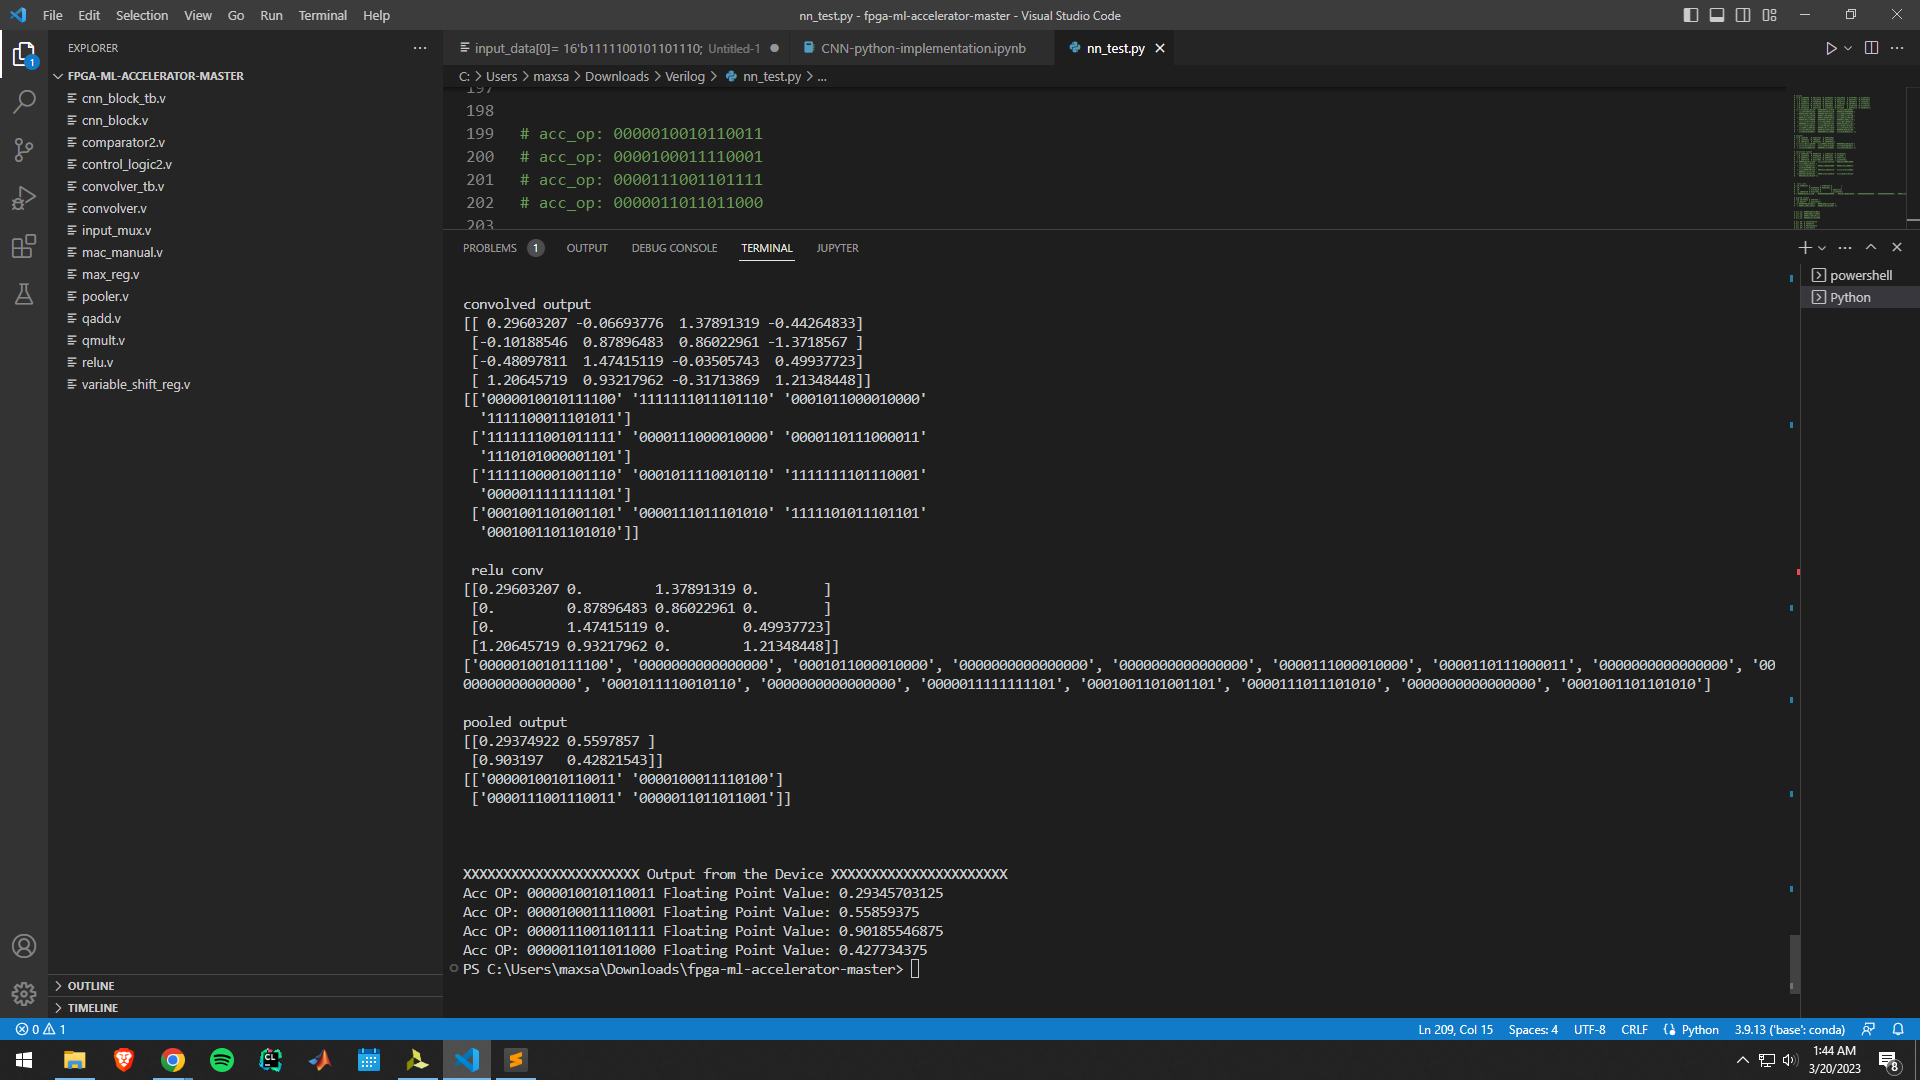 File Edit Selection View Go Run Terminal Help
nn_test.py - fpga-ml-accelerator-master - Visual Studio Code
EXPLORER
FPGA-ML-ACCELERATOR-MASTER
cnn_block_tb.v
cnn_block.v
comparator2.v
control_logic2.v
convolver_tb.v
convolver.v
input_mux.v
mac_manual.v
max_reg.v
pooler.v
qadd.v
qmult.v
relu.v
variable_shift_reg.v
OUTLINE
TIMELINE
input_data[0]= 16'b1111100101101110; Untitled-1
CNN-python-implementation.ipynb
nn_test.py
C: > Users > maxsa > Downloads > Verilog > nn_test.py > ...
197
198
199 # acc_op: 0000010010110011
200 # acc_op: 0000100011110001
201 # acc_op: 0000111001101111
202 # acc_op: 0000011011011000
203
PROBLEMS 1 OUTPUT DEBUG CONSOLE TERMINAL JUPYTER
powershell
Python
convolved output
[[ 0.29603207 -0.06693776  1.37891319 -0.44264833]
 [-0.10188546  0.87896483  0.86022961 -1.3718567 ]
 [-0.48097811  1.47415119 -0.03505743  0.49937723]
 [ 1.20645719  0.93217962 -0.31713869  1.21348448]]
[['0000010010111100' '1111111011101110' '0001011000010000'
  '1111100011101011']
 ['1111111001011111' '0000111000010000' '0000110111000011'
  '1110101000001101']
 ['1111100001001110' '0001011110010110' '1111111101110001'
  '0000011111111101']
 ['0001001101001101' '0000111011101010' '1111101011101101'
  '0001001101101010']]
relu conv
[[0.29603207 0.         1.37891319 0.        ]
 [0.         0.87896483 0.86022961 0.        ]
 [0.         1.47415119 0.         0.49937723]
 [1.20645719 0.93217962 0.         1.21348448]]
['0000010010111100', '0000000000000000', '0001011000010000', '0000000000000000', '0000000000000000', '0000111000010000', '0000110111000011', '0000000000000000', '00
00000000000000', '0001011110010110', '0000000000000000', '0000011111111101', '0001001101001101', '0000111011101010', '0000000000000000', '0001001101101010']
pooled output
[[0.29374922 0.5597857 ]
 [0.903197   0.42821543]]
[['0000010010110011' '0000100011110100']
 ['0000111001110011' '0000011011011001']]
XXXXXXXXXXXXXXXXXXXXXX Output from the Device XXXXXXXXXXXXXXXXXXXXXX
Acc OP: 0000010010110011 Floating Point Value: 0.29345703125
Acc OP: 0000100011110001 Floating Point Value: 0.55859375
Acc OP: 0000111001101111 Floating Point Value: 0.90185546875
Acc OP: 0000011011011000 Floating Point Value: 0.427734375
PS C:\Users\maxsa\Downloads\fpga-ml-accelerator-master>
0 1 Ln 209, Col 15 Spaces: 4 UTF-8 CRLF Python 3.9.13 ('base': conda)
1:44 AM
3/20/2023
8